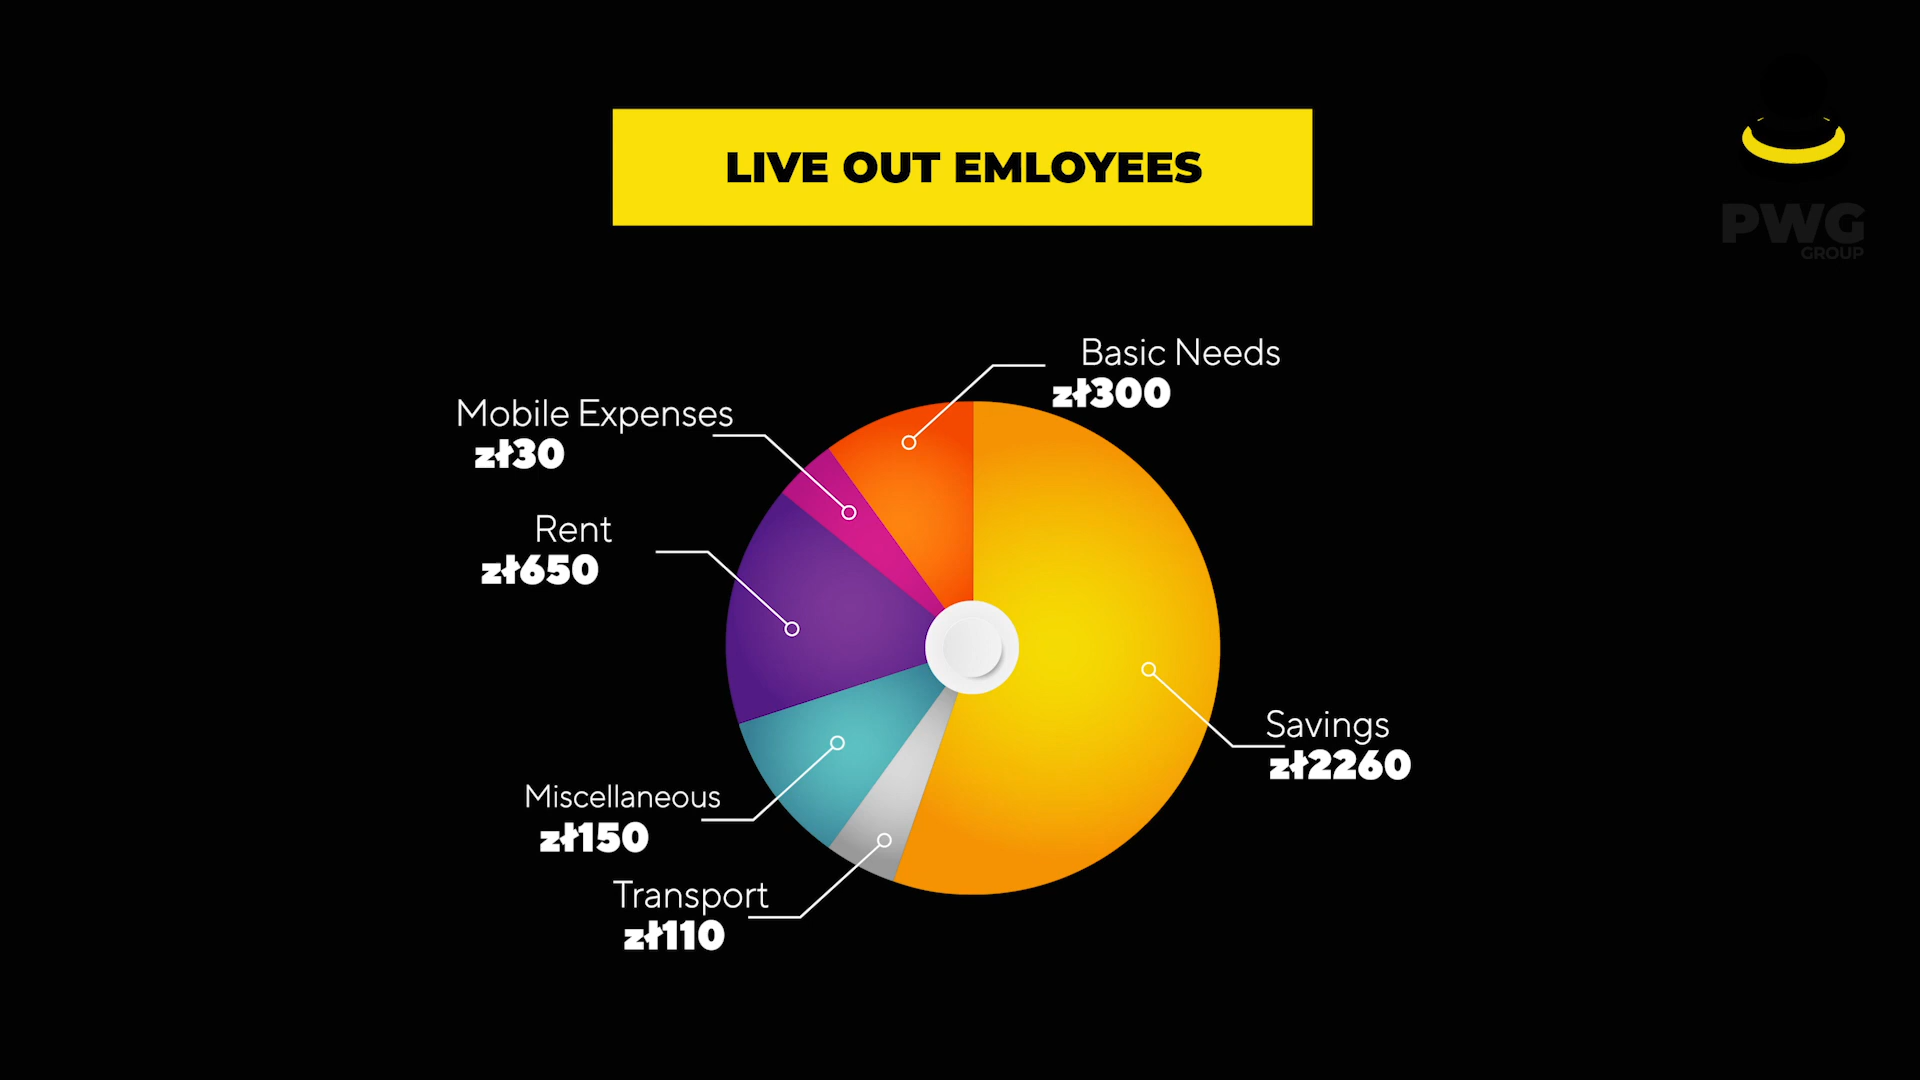 LIVE OUT EMLOYEES
PWG
GROUP
Basic Needs
zł300
Mobile Expenses
zł30
Rent
zł650
Savings
zł2260
Miscellaneous
zł150
Transport
zł110